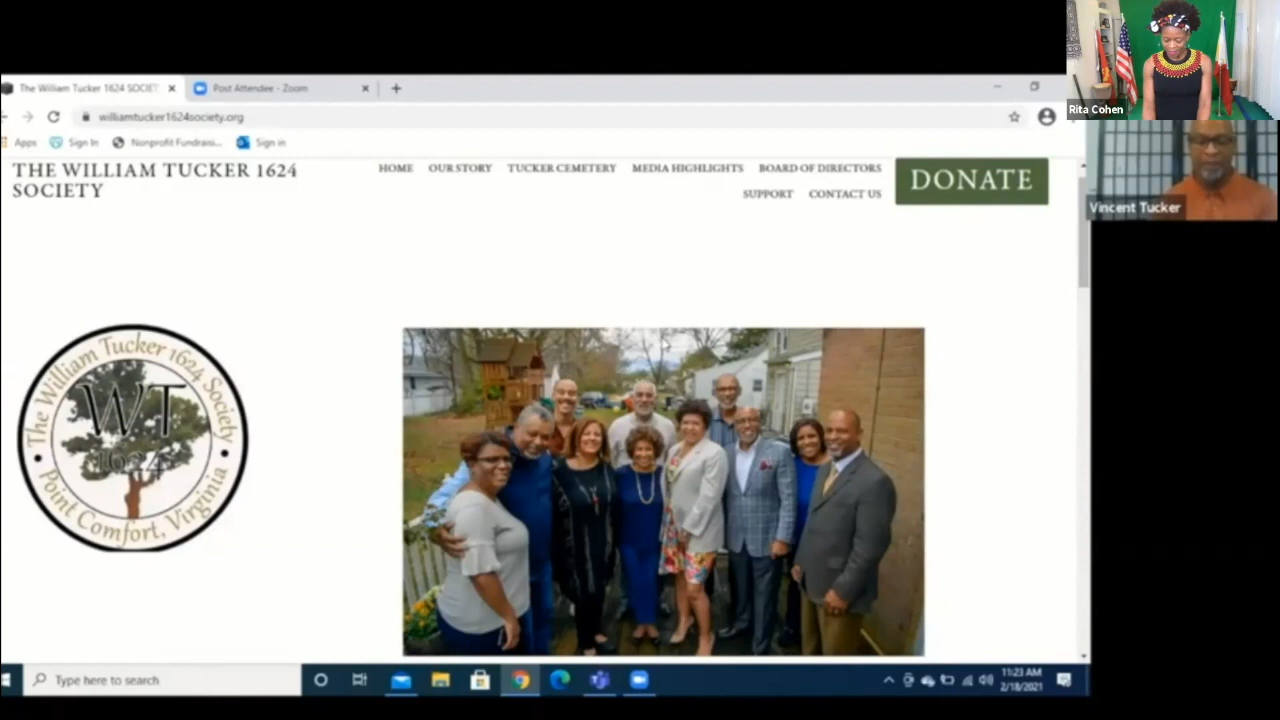 The William Tucker 1624 SOCIET
Post Attendee - Zoom
williamtucker1624society.org
Apps
Sign In
Nonprofit Fundraisi...
Sign in
THE WILLIAM TUCKER 1624
SOCIETY
HOME OUR STORY TUCKER CEMETERY MEDIA HIGHLIGHTS BOARD OF DIRECTORS
SUPPORT CONTACT US
DONATE
The William Tucker 1624 Society
WT
1624
Point Comfort, Virginia
Type here to search
11:23 AM
2/18/2021
Rita Cohen
Vincent Tucker